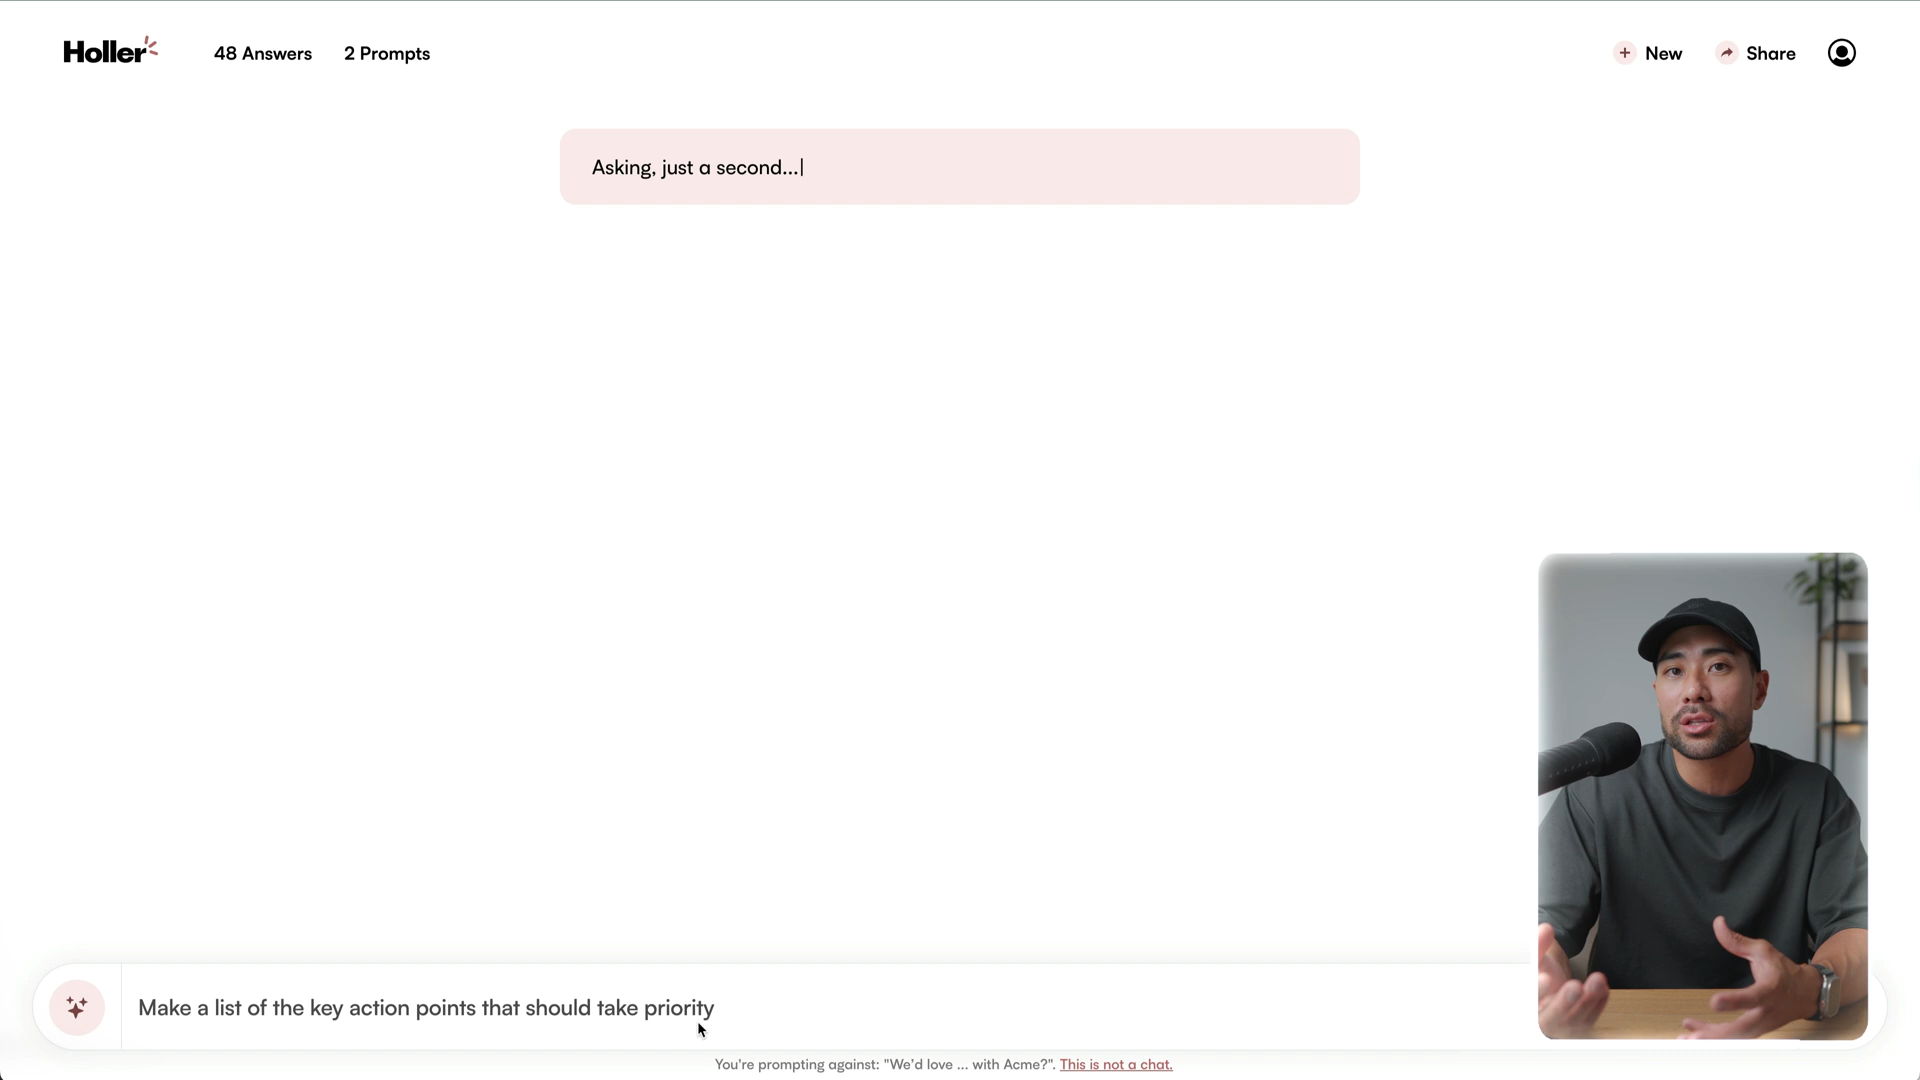 Holler
48 Answers
2 Prompts
+ New
Share
Asking, just a second...
Make a list of the key action points that should take priority
You're prompting against: "We'd love ... with Acme?". This is not a chat.